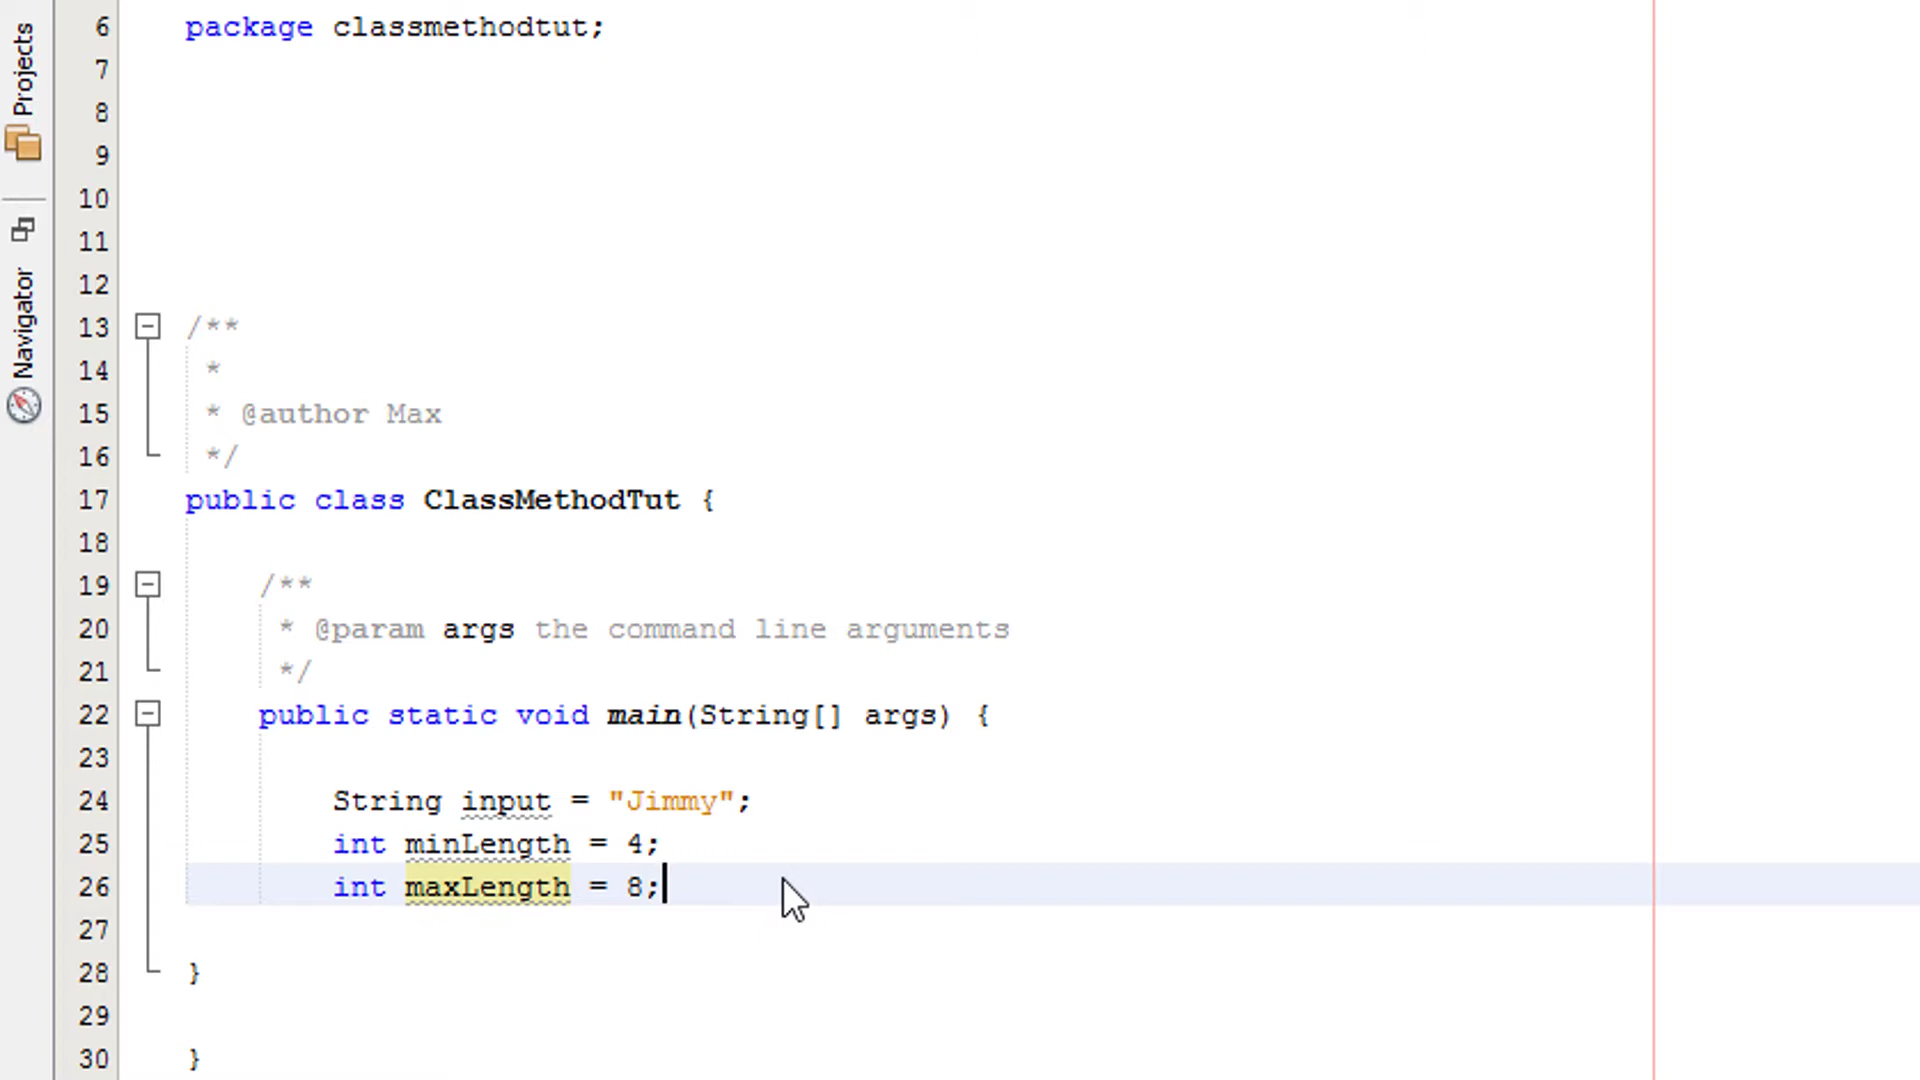 Projects
Navigator
6 package classmethodtut;
7
8
9
10
11
12
13 /**
14 *
15 * @author Max
16 */
17 public class ClassMethodTut {
18
19 /**
20 * @param args the command line arguments
21 */
22 public static void main(String[] args) {
23
24 String input = "Jimmy";
25 int minLength = 4;
26 int maxLength = 8;
27
28 }
29
30 }